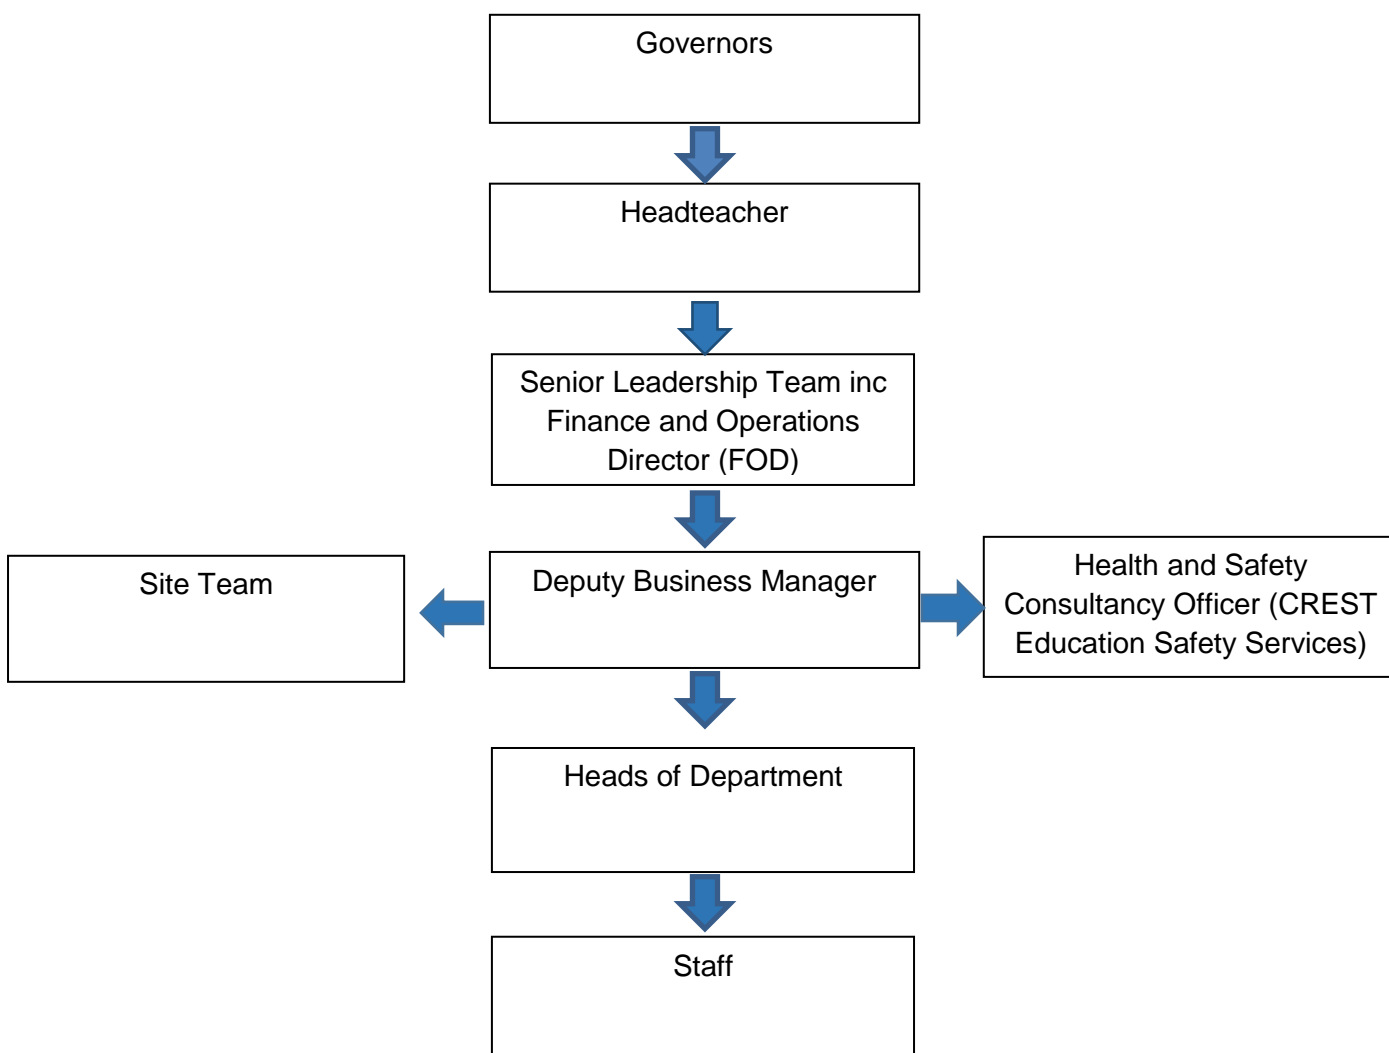 Governors
Headteacher
Senior Leadership Team inc
Finance and Operations
Director (FOD)
Site Team
Deputy Business Manager
Health and Safety
Consultancy Officer (CREST
Education Safety Services)
Heads of Department
Staff